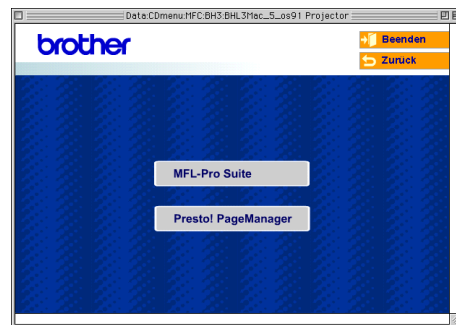 Data:CDmenu:MFC:BH3:BHL3Mac_5_os91 Projector
brother
Beenden
Zurück
MFL-Pro Suite
Presto! PageManager